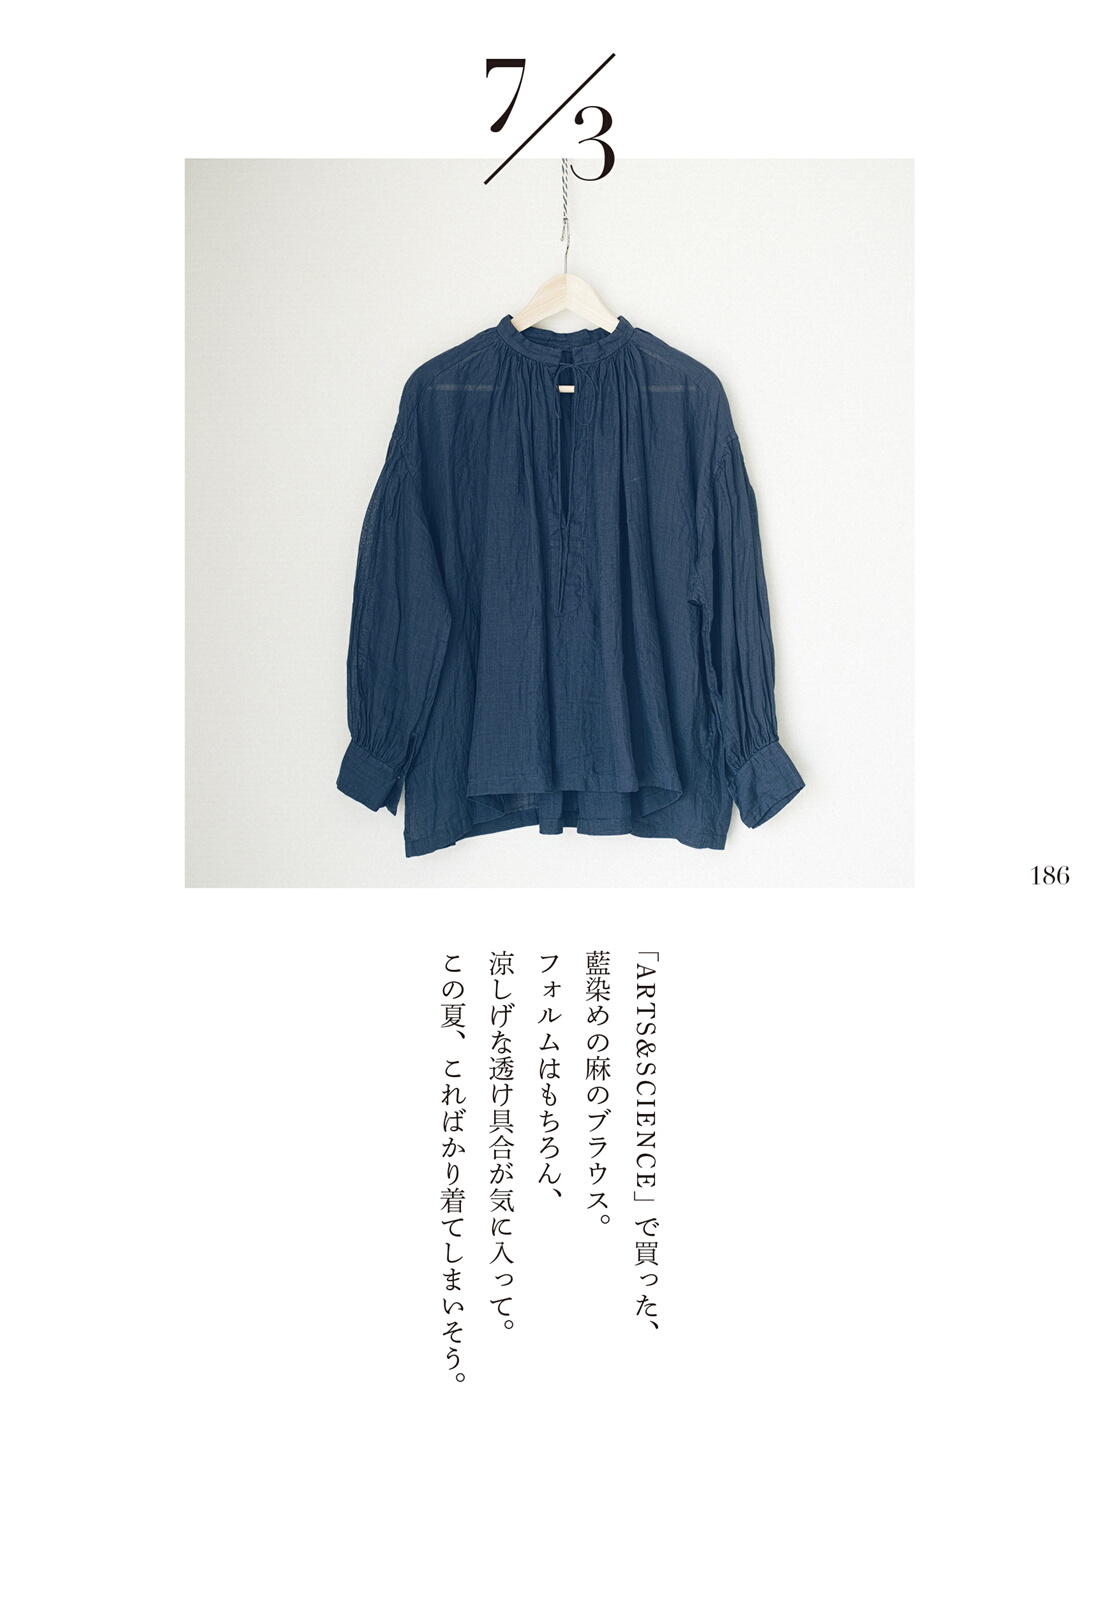 7/3
「ARTS&SCIENCE」で買った、
藍染めの麻のブラウス。
フォルムはもちろん、
涼しげな透け具合が気に入って。
この夏、こればかり着てしまいそう。
186